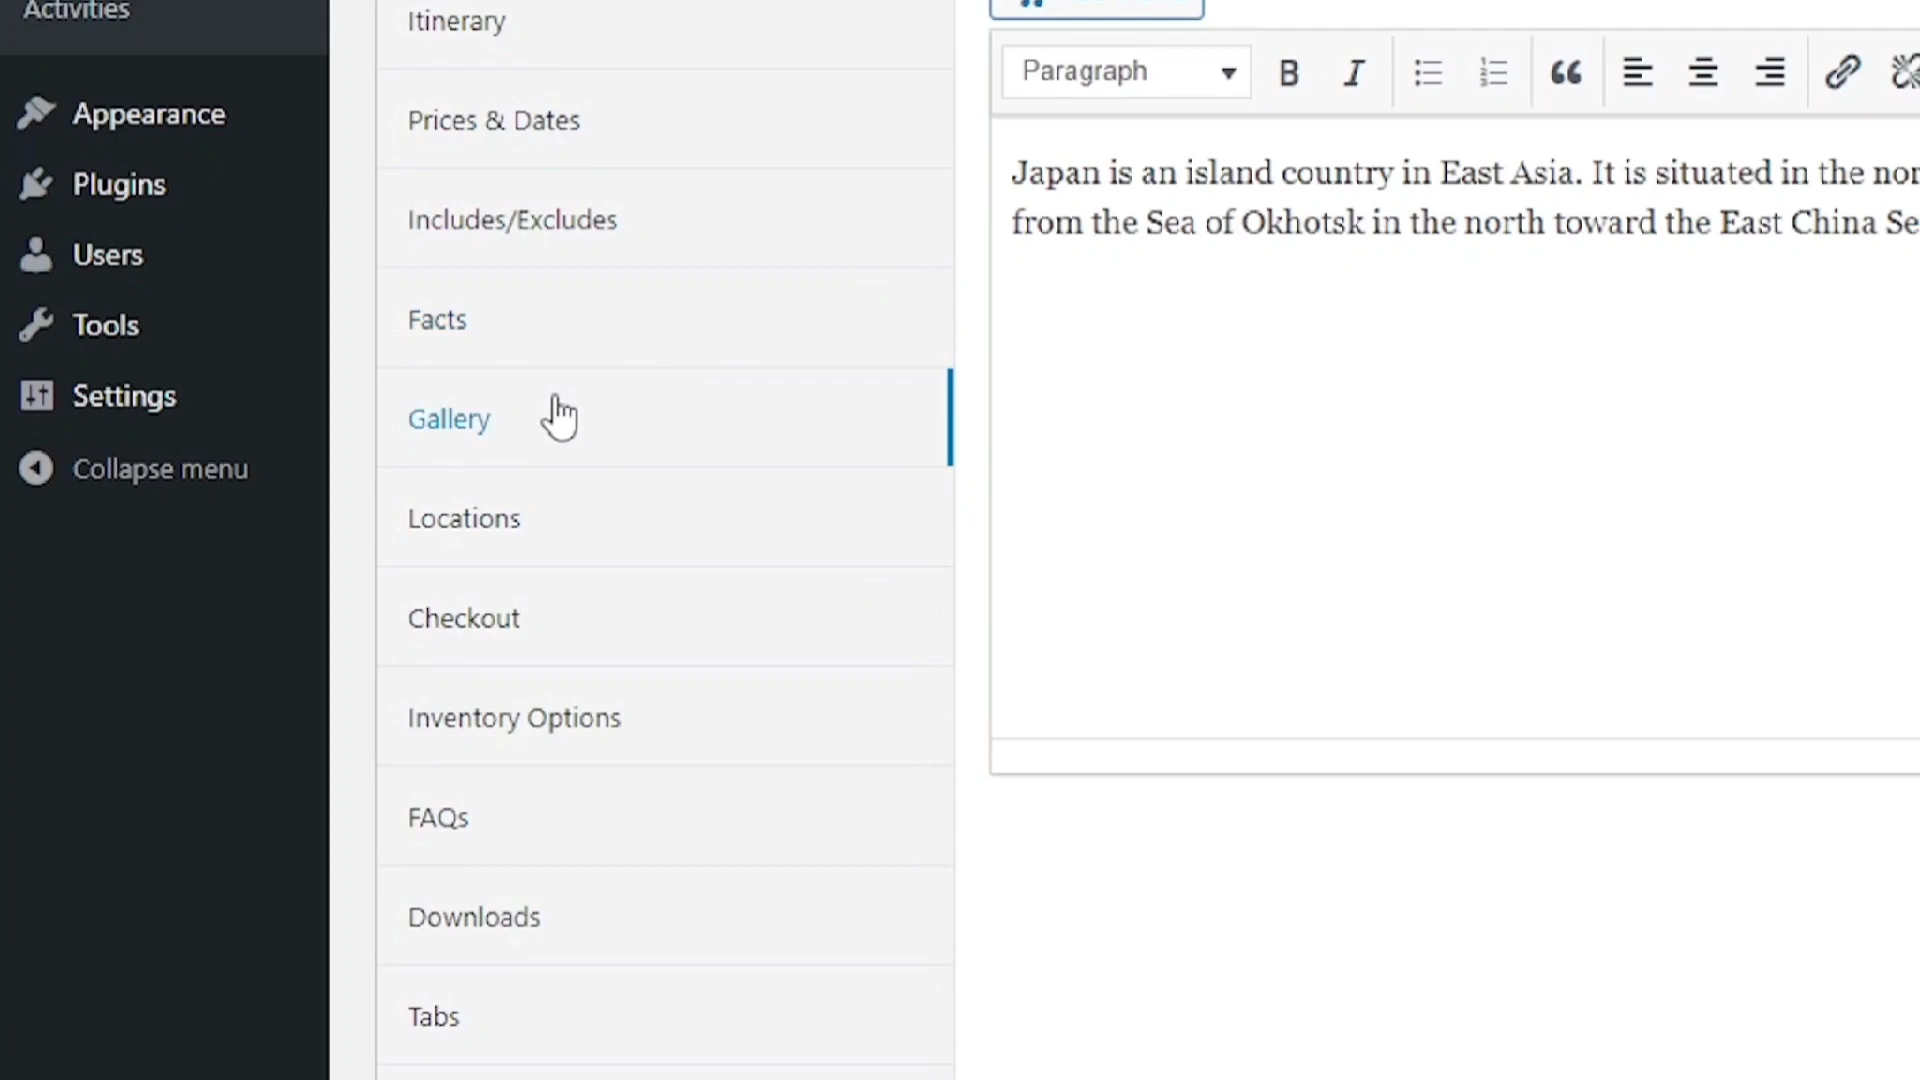 Activities
Appearance
Plugins
Users
Tools
Settings
Collapse menu
Itinerary
Prices & Dates
Includes/Excludes
Facts
Gallery
Locations
Checkout
Inventory Options
FAQs
Downloads
Tabs
Paragraph
Japan is an island country in East Asia. It is situated in the
from the Sea of Okhotsk in the north toward the East China